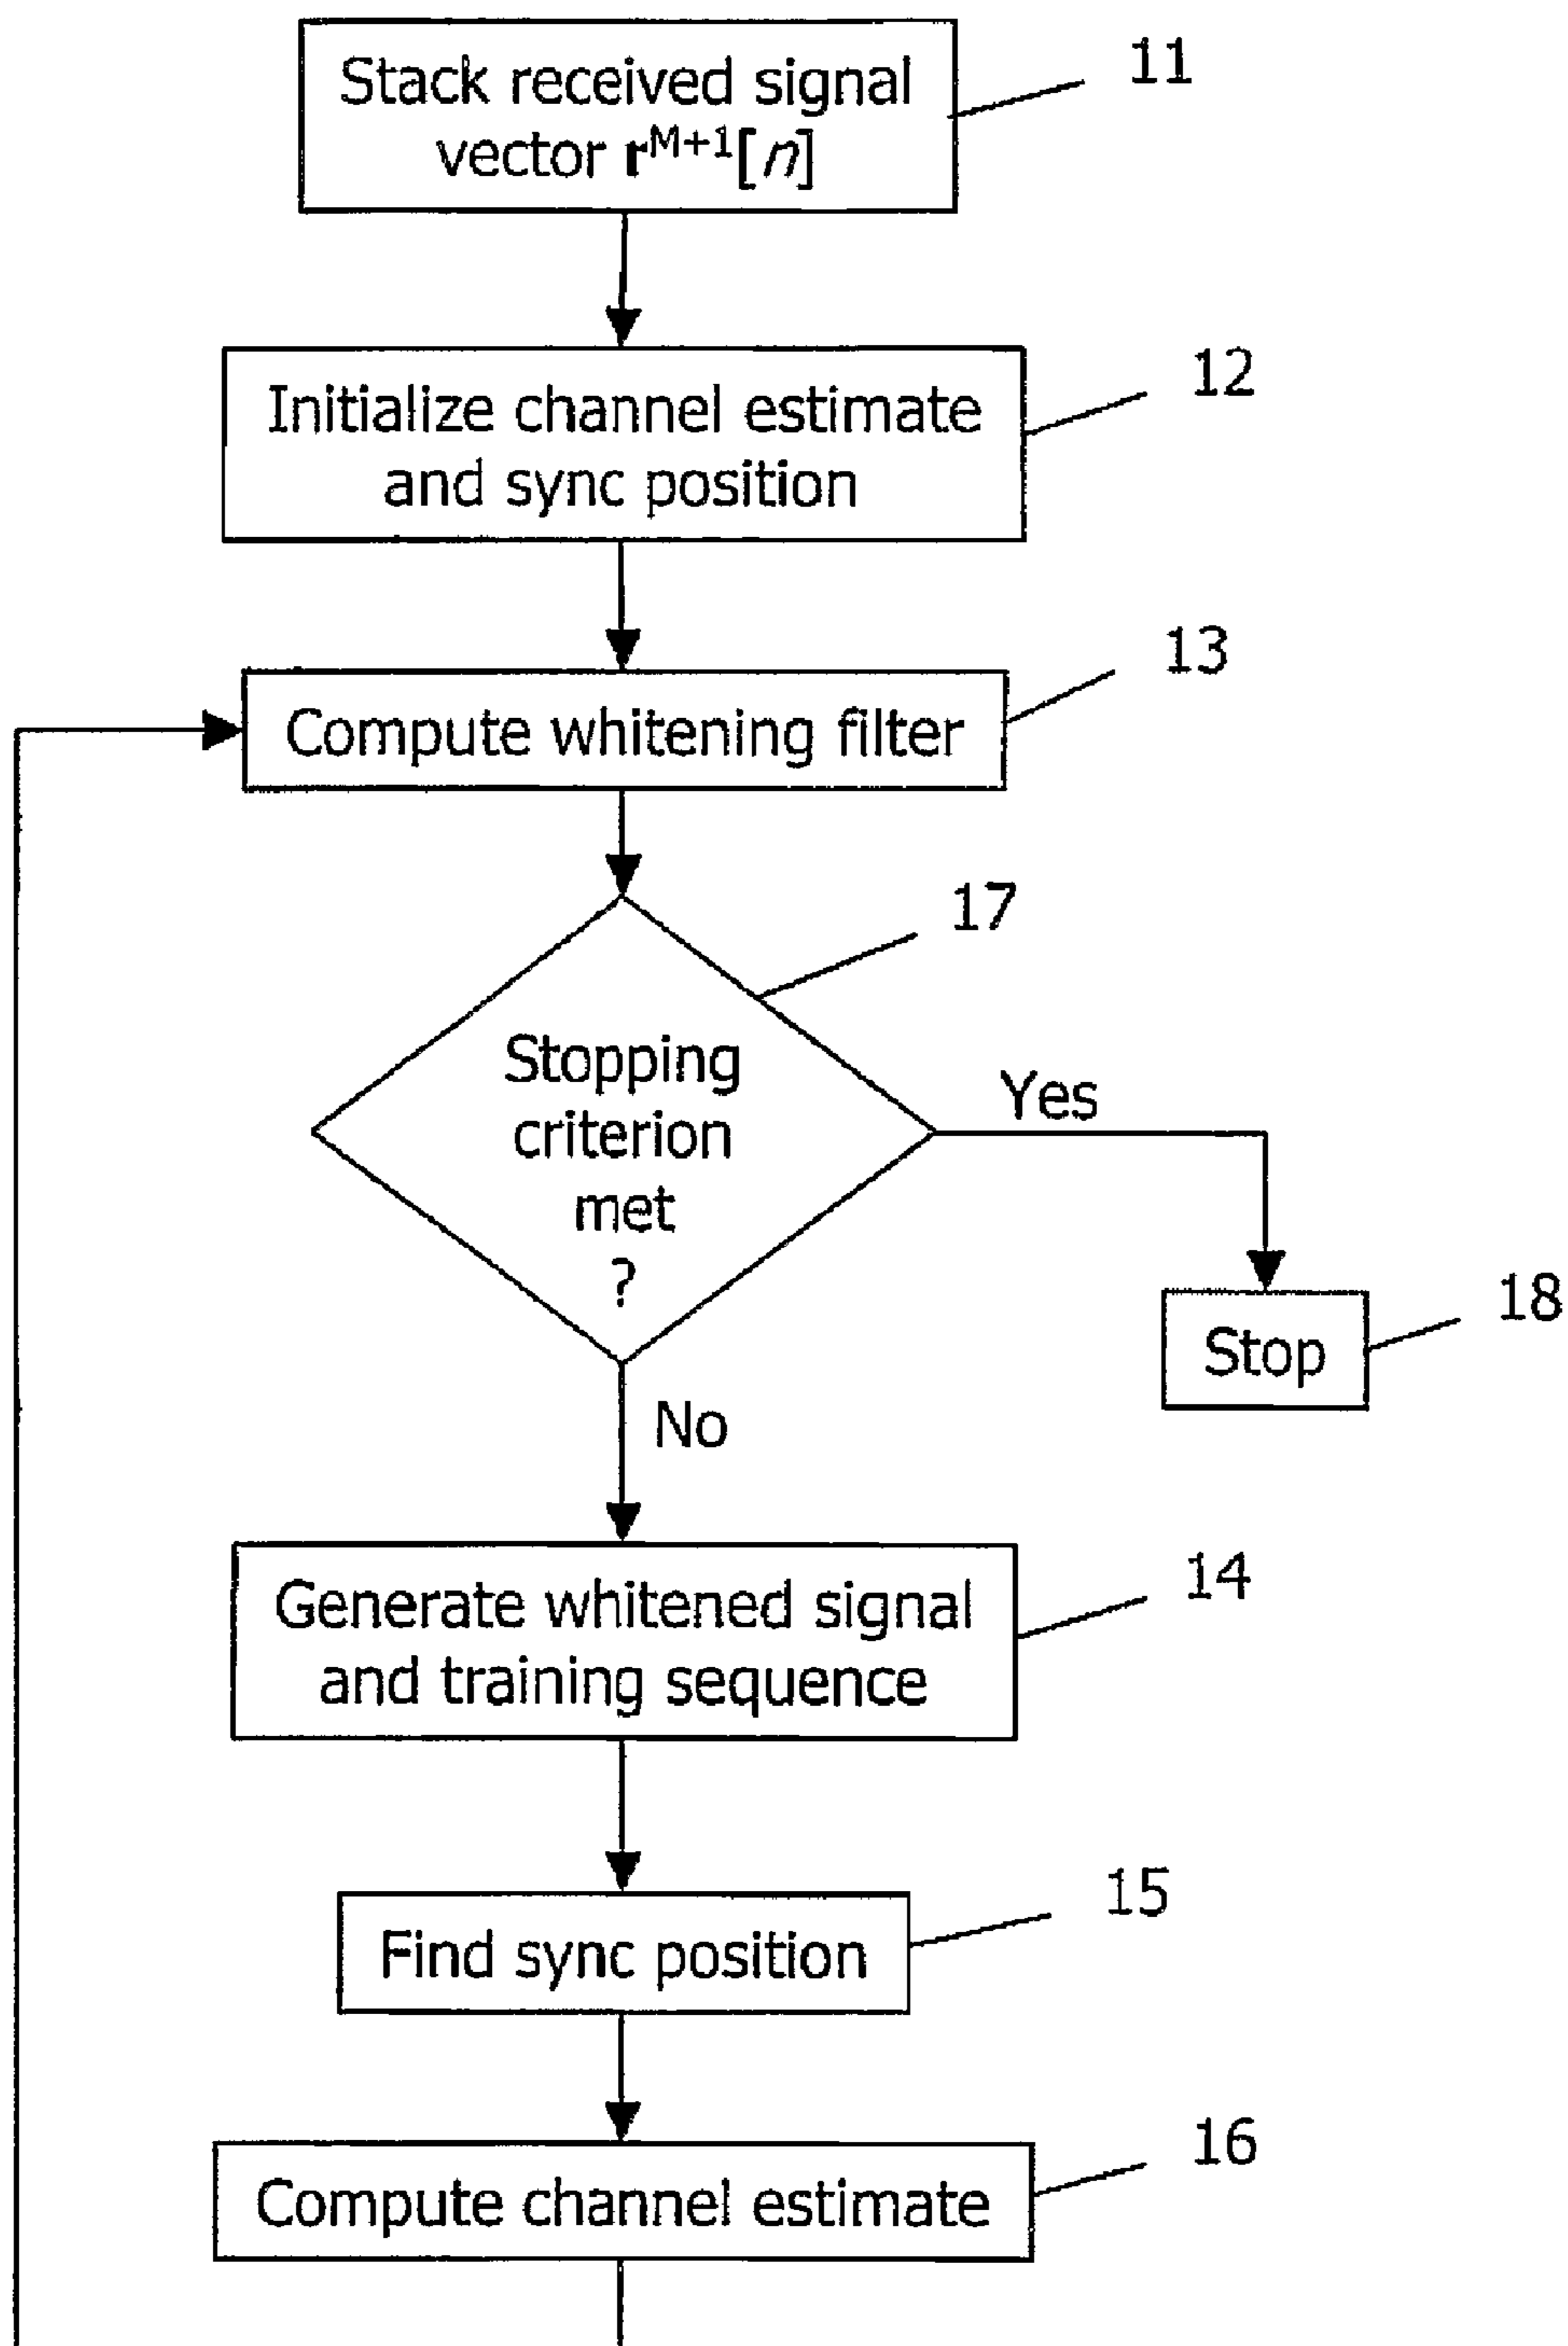 Stack received signal
vector r^M+1[n]
11
Initialize channel estimate
and sync position
12
Compute whitening filter
13
Stopping
criterion
met
?
17
Yes
Stop
18
No
Generate whitened signal
and training sequence
14
Find sync position
15
Compute channel estimate
16